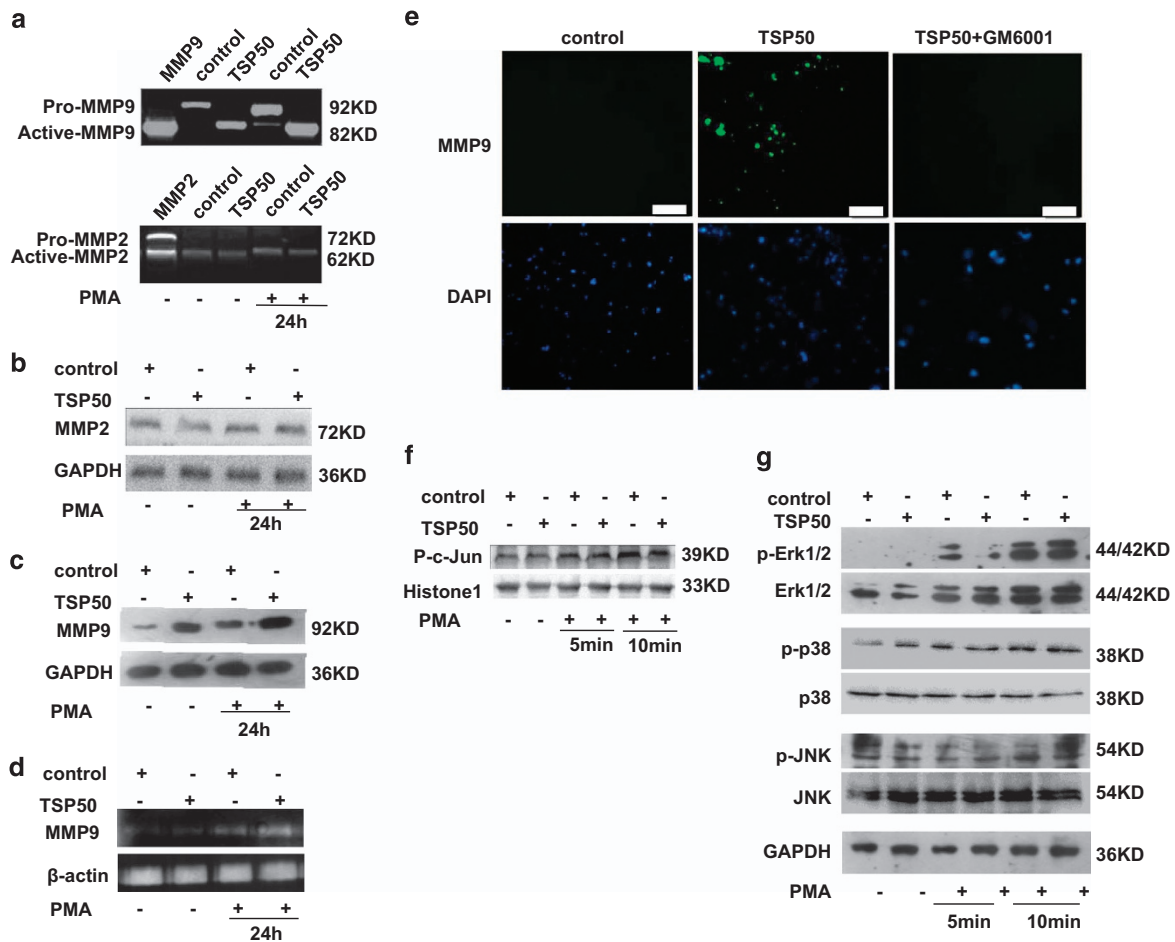 a
MMP9 control TSP50 control TSP50
Pro-MMP9 92KD
Active-MMP9 82KD
MMP2 control TSP50 control TSP50
Pro-MMP2 72KD
Active-MMP2 62KD
PMA - - - + +
24h
b
control + - + -
TSP50 - + - +
MMP2 72KD
GAPDH 36KD
PMA - - + +
24h
c
control + - + -
TSP50 - + - +
MMP9 92KD
GAPDH 36KD
PMA - - + +
24h
d
control + - + -
TSP50 - + - +
MMP9
β-actin
PMA - - + +
24h
e
control TSP50 TSP50+GM6001
MMP9
DAPI
f
control + - + - + -
TSP50 - + - + - +
P-c-Jun 39KD
Histone1 33KD
PMA - - + + + +
5min 10min
g
control + - + - + -
TSP50 - + - + - +
p-Erk1/2 44/42KD
Erk1/2 44/42KD
p-p38 38KD
p38 38KD
p-JNK 54KD
JNK 54KD
GAPDH 36KD
PMA - - + + + +
5min 10min